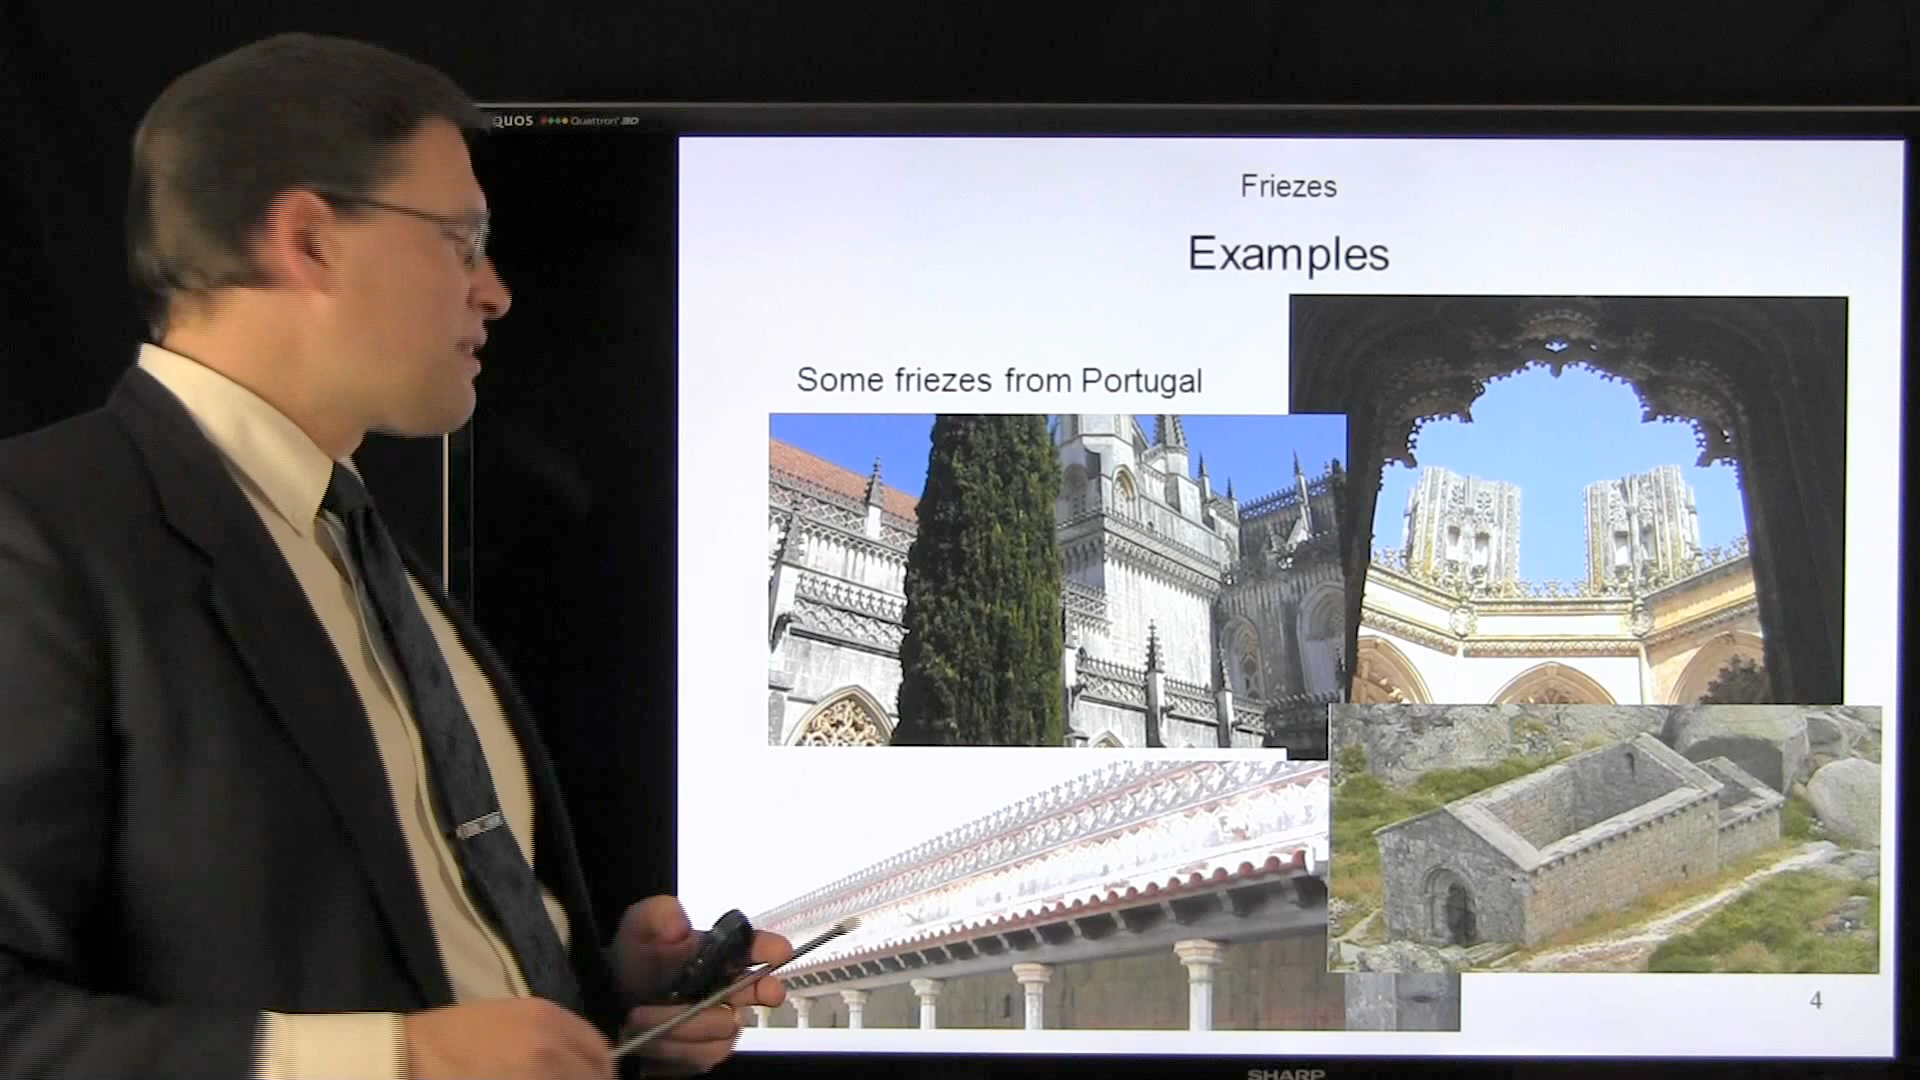 QUOS Quattron 3D
Friezes
Examples
Some friezes from Portugal
4
SHARP